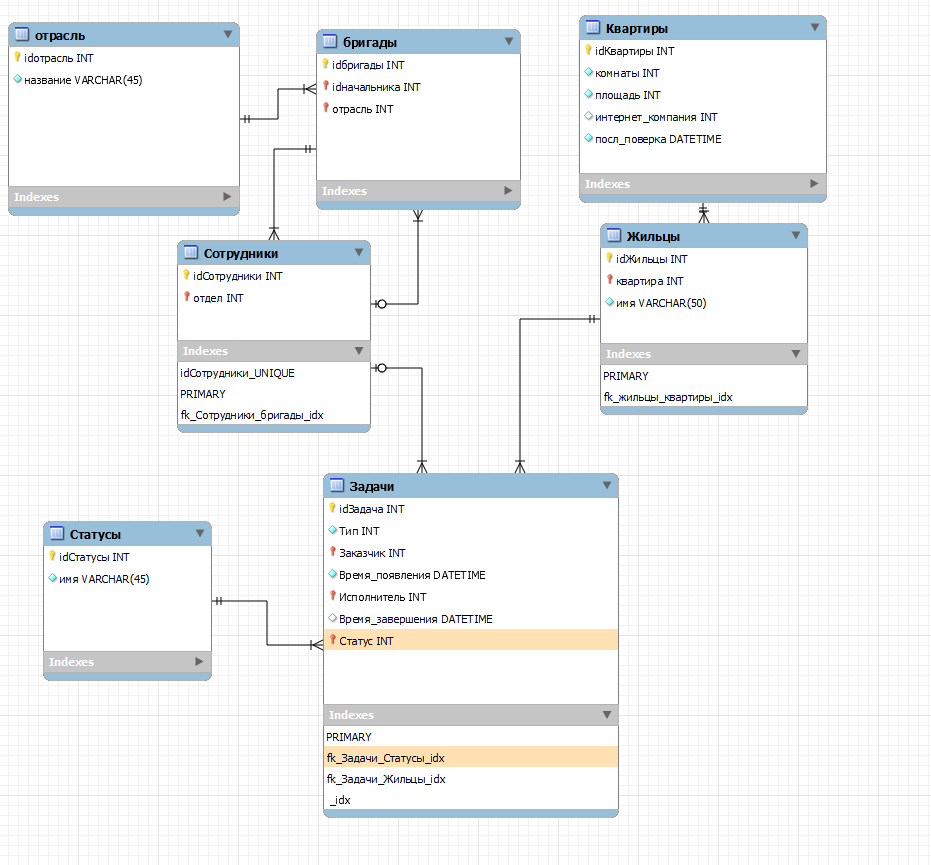 отрасль
idотрасль INT
название VARCHAR(45)
Indexes
бригады
idбригады INT
idначальника INT
отрасль INT
Indexes
Квартиры
idКвартиры INT
комнаты INT
площадь INT
интернет_компания INT
посл_поверка DATETIME
Indexes
Сотрудники
idСотрудники INT
отдел INT
Indexes
idСотрудники_UNIQUE
PRIMARY
fk_Сотрудники_бригады_idx
Жильцы
idЖильцы INT
квартира INT
имя VARCHAR(50)
Indexes
PRIMARY
fk_жильцы_квартиры_idx
Статусы
idСтатусы INT
имя VARCHAR(45)
Indexes
Задачи
idЗадача INT
Тип INT
Заказчик INT
Время_появления DATETIME
Исполнитель INT
Время_завершения DATETIME
Статус INT
Indexes
PRIMARY
fk_Задачи_Статусы_idx
fk_Задачи_Жильцы_idx
_idx